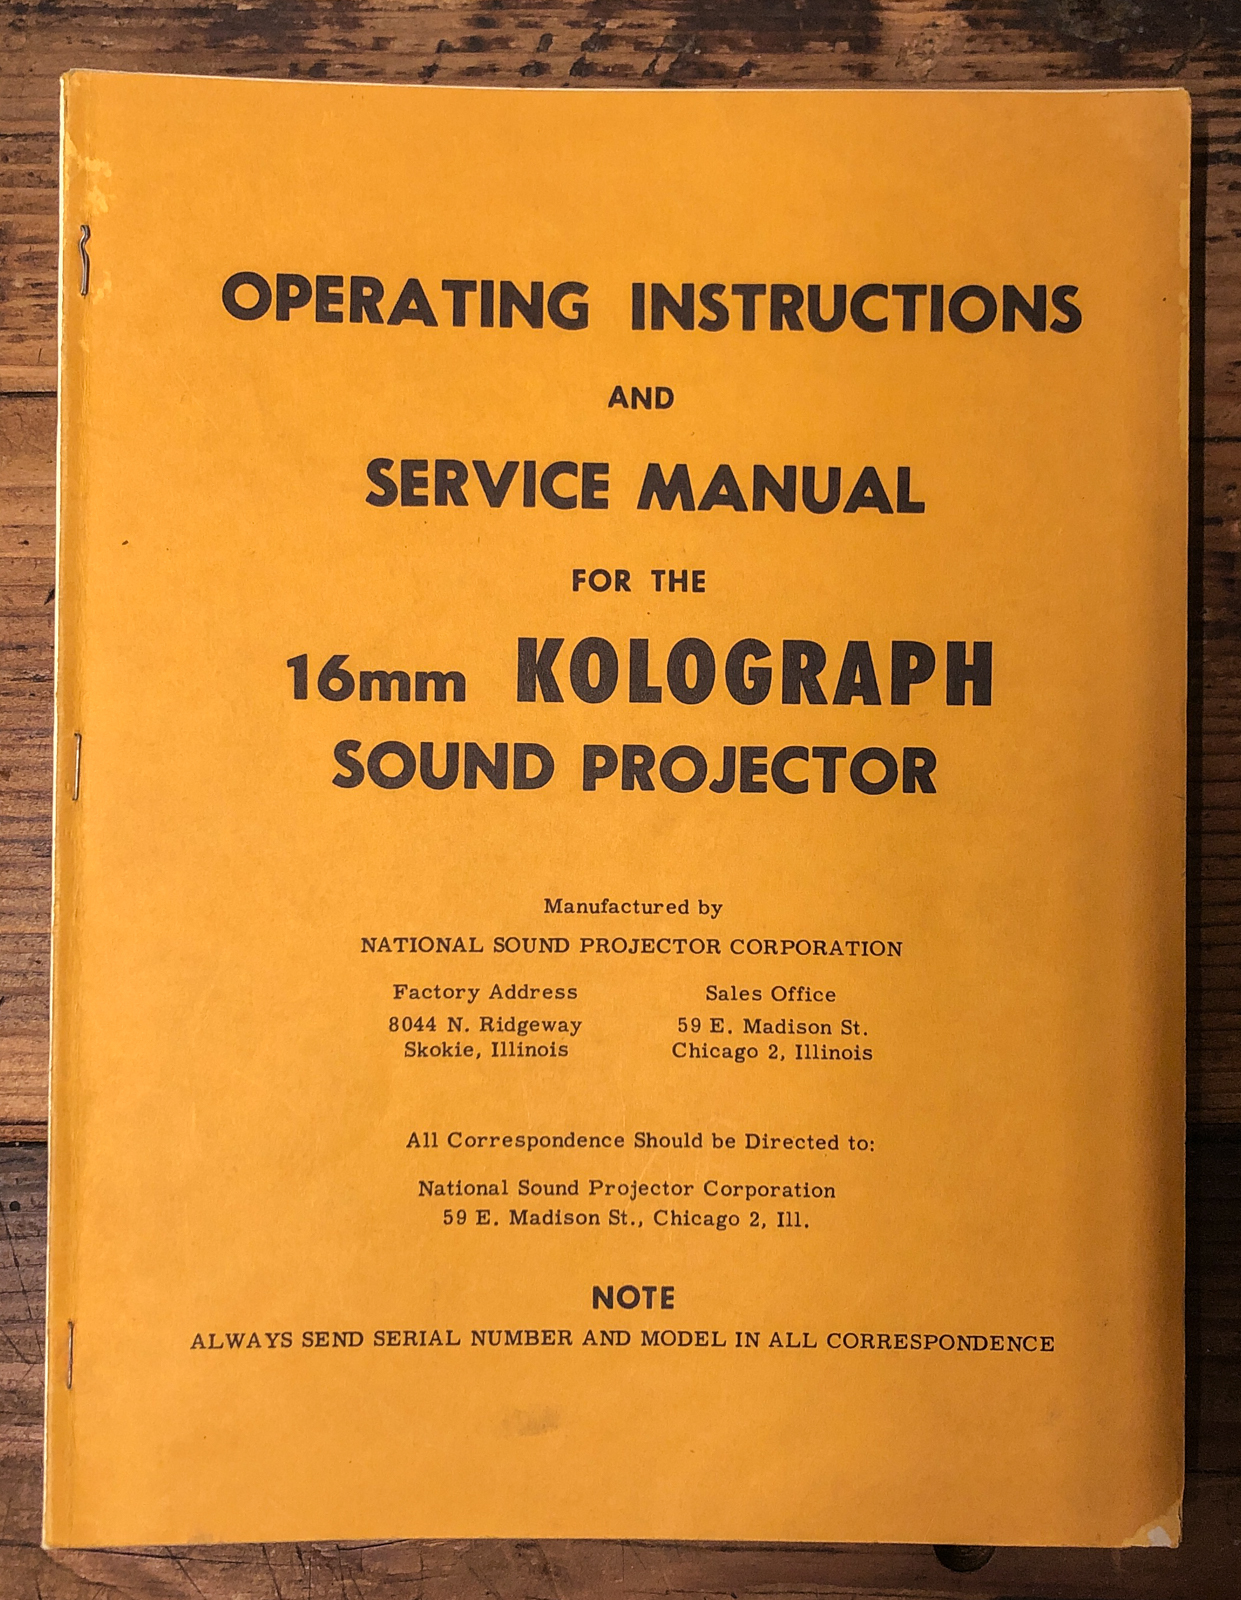 OPERATING INSTRUCTIONS
AND
SERVICE MANUAL
FOR THE
16mm KOLOGRAPH
SOUND PROJECTOR
Manufactured by
NATIONAL SOUND PROJECTOR CORPORATION
Factory Address
8044 N. Ridgeway
Skokie, Illinois
Sales Office
59 E. Madison St.
Chicago 2, Illinois
All Correspondence Should be Directed to:
National Sound Projector Corporation
59 E. Madison St., Chicago 2, Ill.
NOTE
ALWAYS SEND SERIAL NUMBER AND MODEL IN ALL CORRESPONDENCE